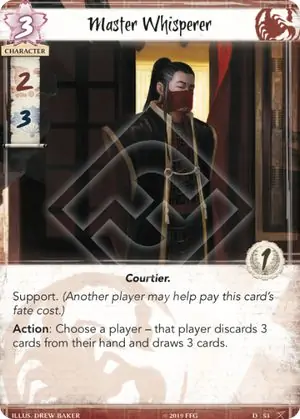 3
Master Whisperer
CHARACTER
2
3
Courtier.
1
Support. (Another player may help pay this card's
fate cost.)
Action: Choose a player – that player discards 3
cards from their hand and draws 3 cards.
ILLUS. DREW BAKER
© 2019 FFG
D 53